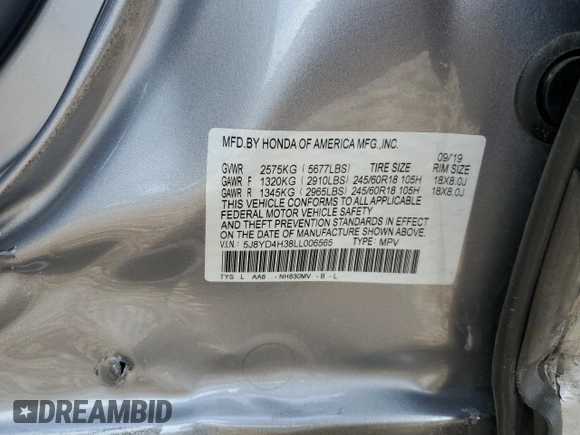 MFD.BY HONDA OF AMERICA MFG.,INC.
09/19
GVWR 2575KG (5677LBS) TIRE SIZE RIM SIZE
GAWR F 1320KG (2910LBS) 245/60R18 105H 18X8.0J
GAWR R 1345KG (2965LBS) 245/60R18 105H 18X8.0J
THIS VEHICLE CONFORMS TO ALL APPLICABLE
FEDERAL MOTOR VEHICLE SAFETY
AND THEFT PREVENTION STANDARDS IN EFFECT
ON THE DATE OF MANUFACTURE SHOWN ABOVE.
V.I.N: 5J8YD4H38LL006565 TYPE: MPV
TYS L AA6 -NH830MV -B -L
DREAMBID